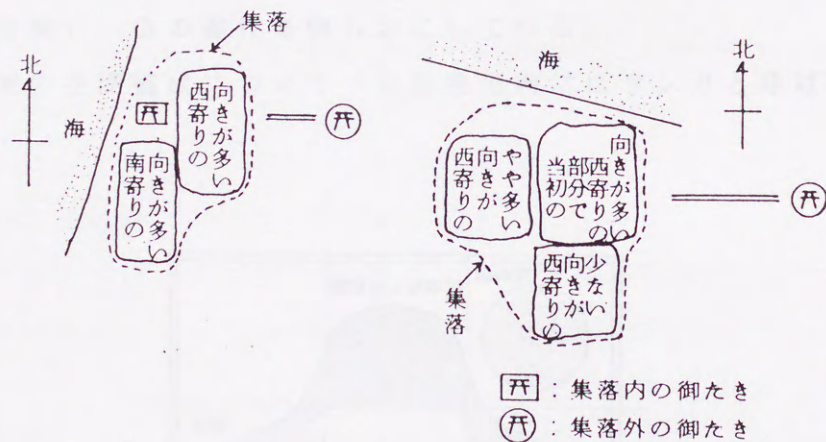 集落
北
海
西寄りの
向きが多い
南寄りの
向きが多い
海
北
西寄りの
向きが
やや多い
当初の
部分で
西寄りの
向きが多い
西寄りの
向きが
少ない
集落
:集落内の御たき
:集落外の御たき